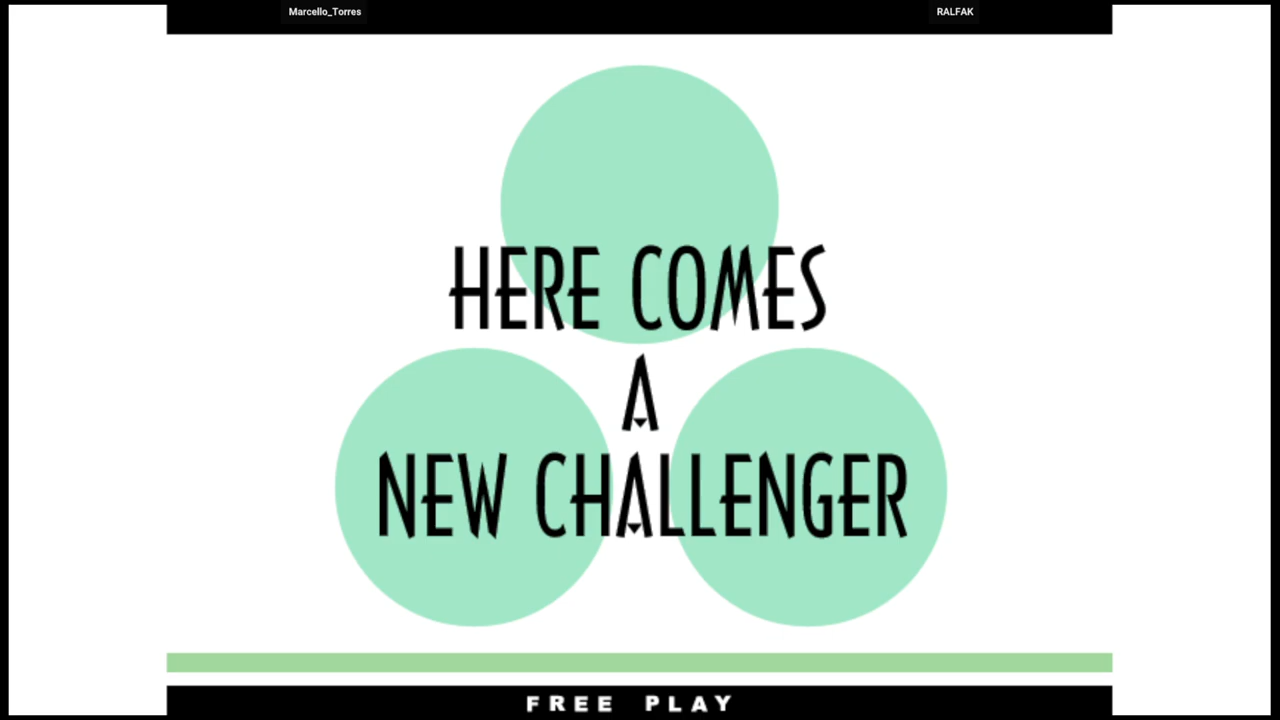 Marcello_Torres RALFAK
HERE COMES
A
NEW CHALLENGER
FREE PLAY